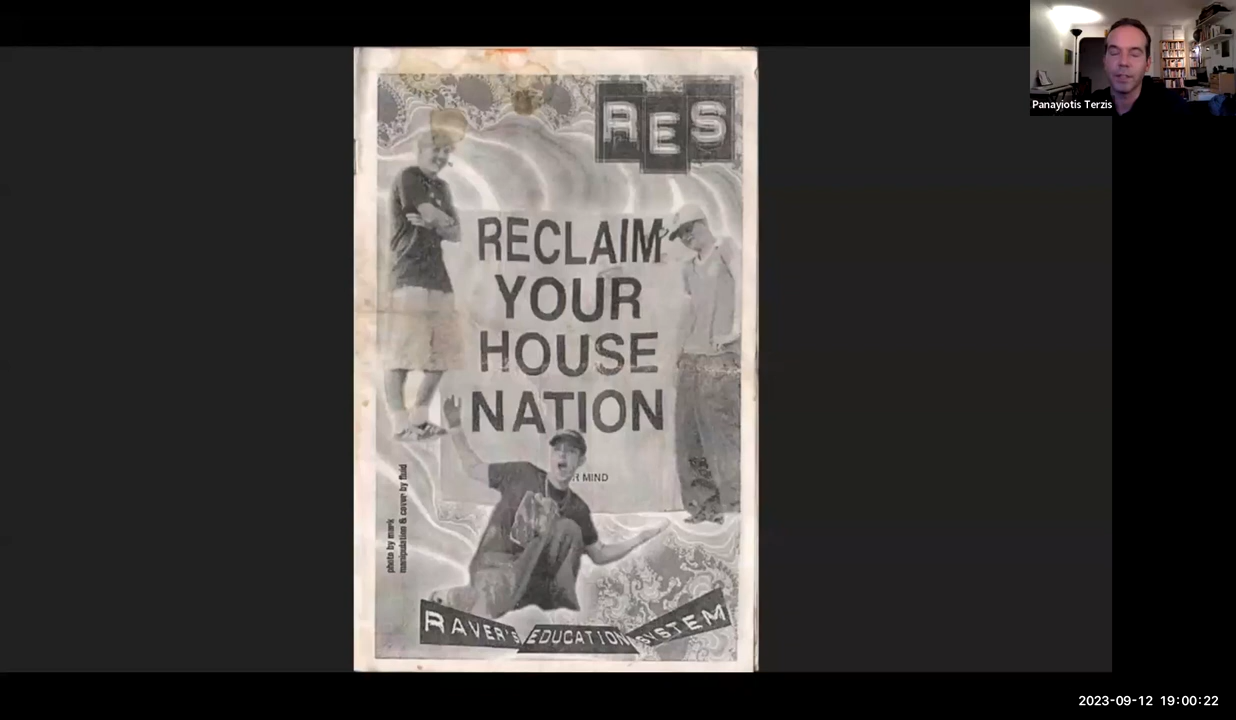 Panayiotis Terzis
RES
RECLAIM
YOUR
HOUSE
NATION
R MIND
photo by mark
manipulation & cover by fluid
RAVER'S EDUCATION SYSTEM
2023-09-12 19:00:22